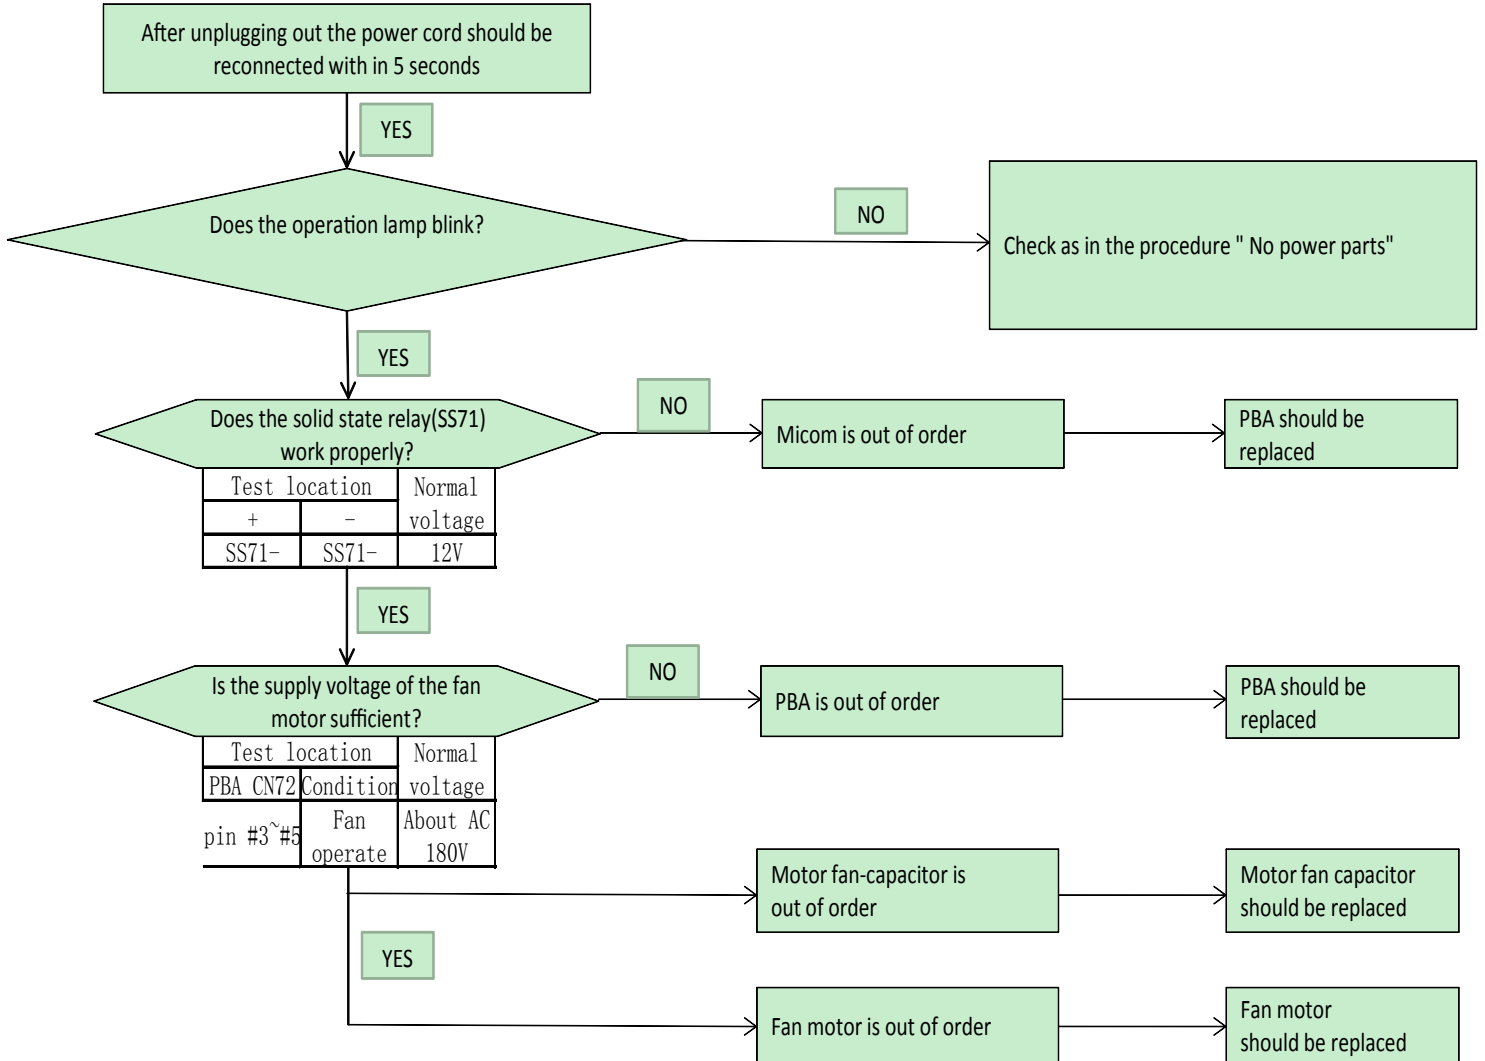 After unplugging out the power cord should be
reconnected with in 5 seconds
YES
Does the operation lamp blink?
NO
Check as in the procedure " No power parts"
YES
Does the solid state relay(SS71)
work properly?
NO
Micom is out of order
PBA should be
replaced
Test location
Normal
voltage
+
-
SS71-
SS71-
12V
YES
Is the supply voltage of the fan
motor sufficient?
NO
PBA is out of order
PBA should be
replaced
Test location
Normal
voltage
PBA CN72
Condition
pin #3~#5
Fan
operate
About AC
180V
Motor fan-capacitor is
out of order
Motor fan capacitor
should be replaced
YES
Fan motor is out of order
Fan motor
should be replaced